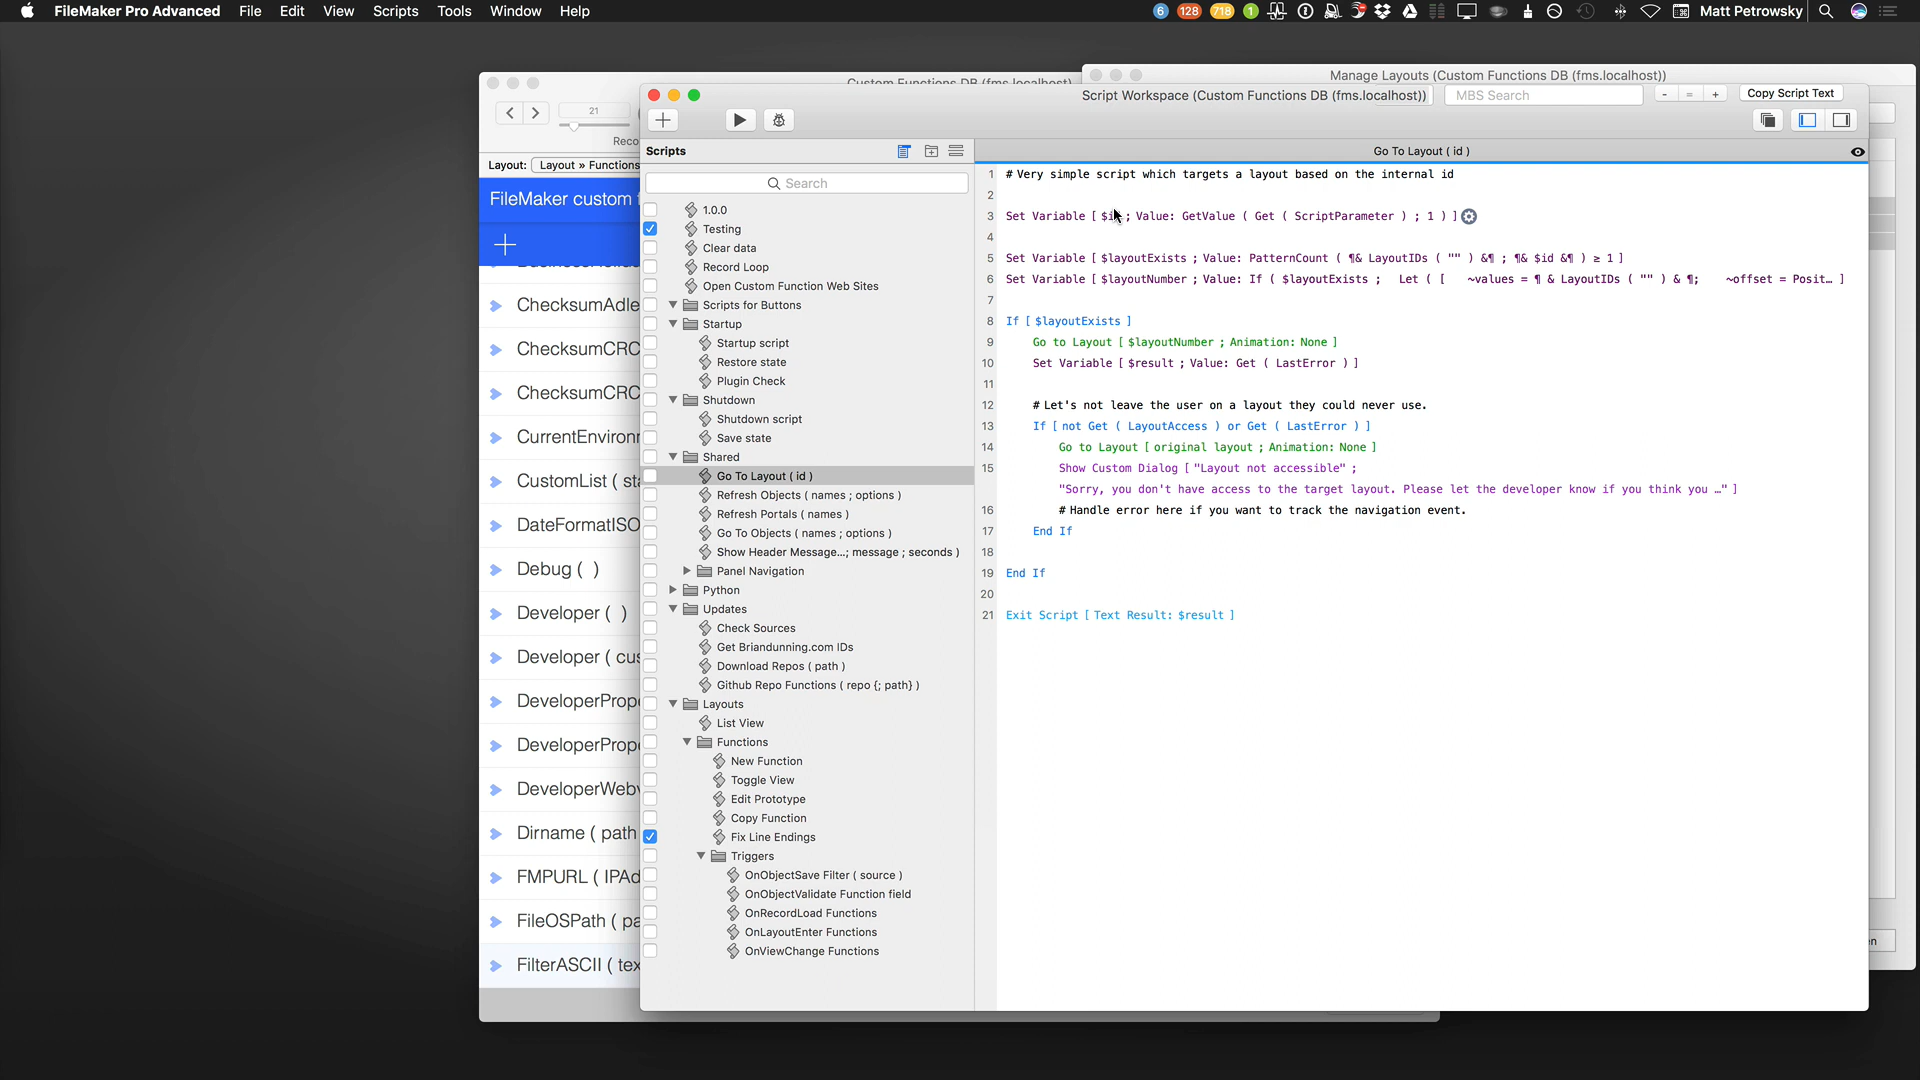 FileMaker Pro Advanced File Edit View Scripts Tools Window Help
6 128 718 1 Matt Petrowsky
Custom Functions DB (fms.localhost)
Manage Layouts (Custom Functions DB (fms.localhost))
Script Workspace (Custom Functions DB (fms.localhost))
MBS Search
- = +
Copy Script Text
21
Layout: Layout » Functions
FileMaker custom
ChecksumAdle
ChecksumCRC
ChecksumCRC
CurrentEnviron
CustomList ( sta
DateFormatISO
Debug ( )
Developer ( )
Developer ( cus
DeveloperProp
DeveloperProp
DeveloperWeb
Dirname ( path
FMPURL ( IPAd
FileOSPath ( pa
FilterASCII ( tex
Scripts
Search
1.0.0
Testing
Clear data
Record Loop
Open Custom Function Web Sites
Scripts for Buttons
Startup
Startup script
Restore state
Plugin Check
Shutdown
Shutdown script
Save state
Shared
Go To Layout ( id )
Refresh Objects ( names ; options )
Refresh Portals ( names )
Go To Objects ( names ; options )
Show Header Message...; message ; seconds )
Panel Navigation
Python
Updates
Check Sources
Get Briandunning.com IDs
Download Repos ( path )
Github Repo Functions ( repo {; path} )
Layouts
List View
Functions
New Function
Toggle View
Edit Prototype
Copy Function
Fix Line Endings
Triggers
OnObjectSave Filter ( source )
OnObjectValidate Function field
OnRecordLoad Functions
OnLayoutEnter Functions
OnViewChange Functions
Go To Layout ( id )
1 # Very simple script which targets a layout based on the internal id
2
3 Set Variable [ $id ; Value: GetValue ( Get ( ScriptParameter ) ; 1 ) ]
4
5 Set Variable [ $layoutExists ; Value: PatternCount ( ¶& LayoutIDs ( "" ) &¶ ; ¶& $id &¶ ) ≥ 1 ]
6 Set Variable [ $layoutNumber ; Value: If ( $layoutExists ; Let ( [ ~values = ¶ & LayoutIDs ( "" ) & ¶; ~offset = Posit… ]
7
8 If [ $layoutExists ]
9 Go to Layout [ $layoutNumber ; Animation: None ]
10 Set Variable [ $result ; Value: Get ( LastError ) ]
11
12 # Let's not leave the user on a layout they could never use.
13 If [ not Get ( LayoutAccess ) or Get ( LastError ) ]
14 Go to Layout [ original layout ; Animation: None ]
15 Show Custom Dialog [ "Layout not accessible" ;
"Sorry, you don't have access to the target layout. Please let the developer know if you think you …" ]
16 # Handle error here if you want to track the navigation event.
17 End If
18
19 End If
20
21 Exit Script [ Text Result: $result ]